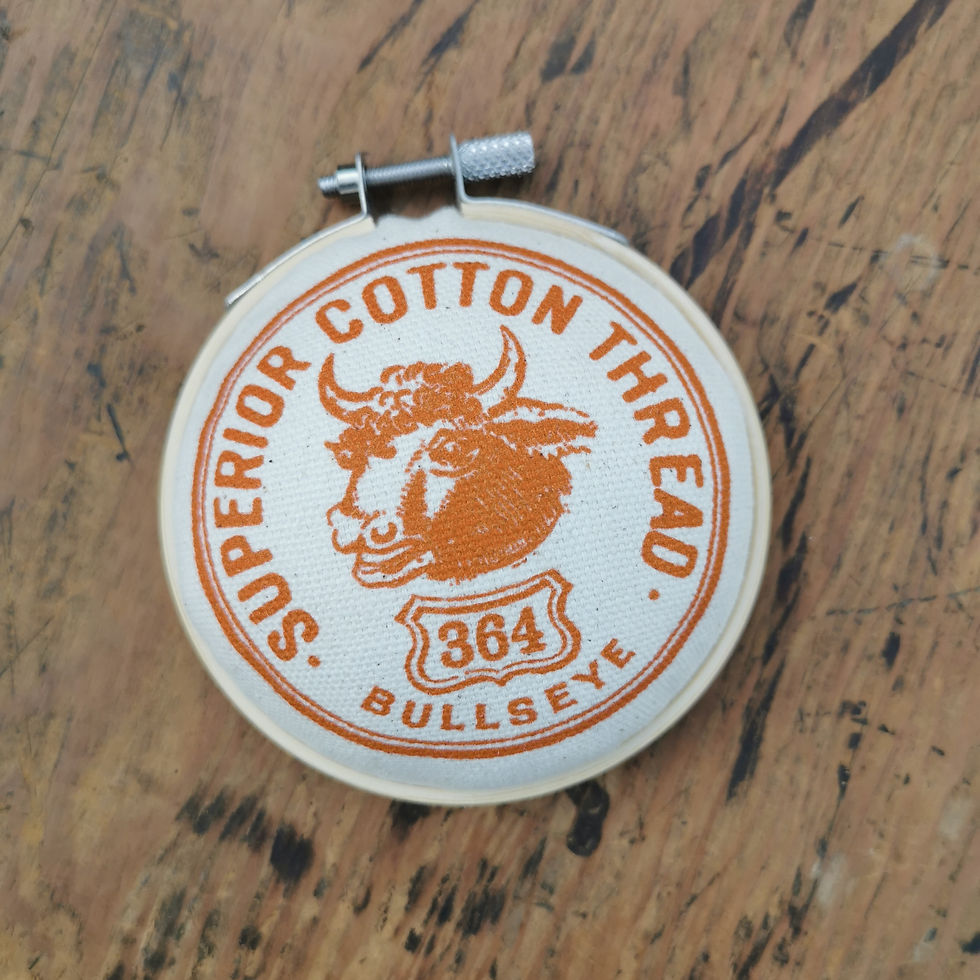 SUPERIOR COTTON THREAD
364
BULLSEYE